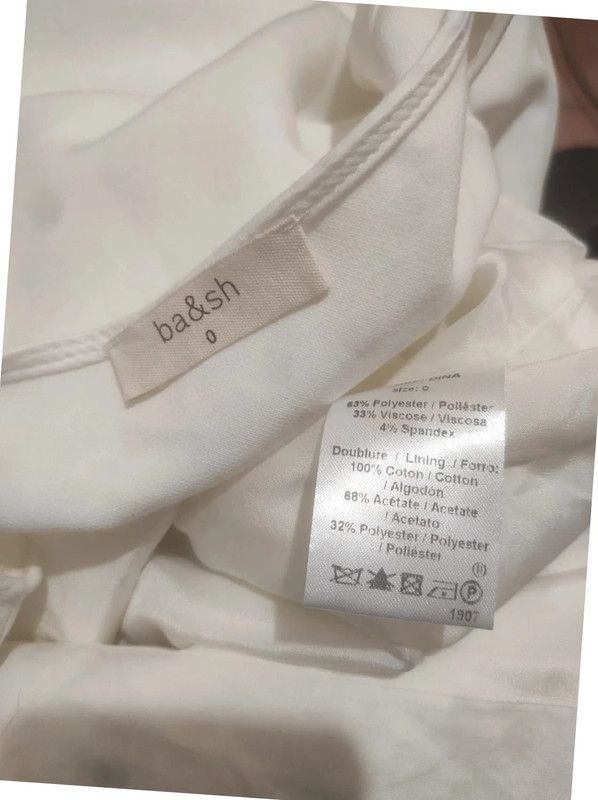 ba&sh
0
DINA
Size: 0
63% Polyester / Poliéster
33% Viscose / Viscosa
4% Spandex
Doublure / Lining / Forro:
100% Coton / Cotton
/ Algodón
68% Acétate / Acetate
/ Acetato
32% Polyester / Polyester
/ Poliéster
(B)
P
1907